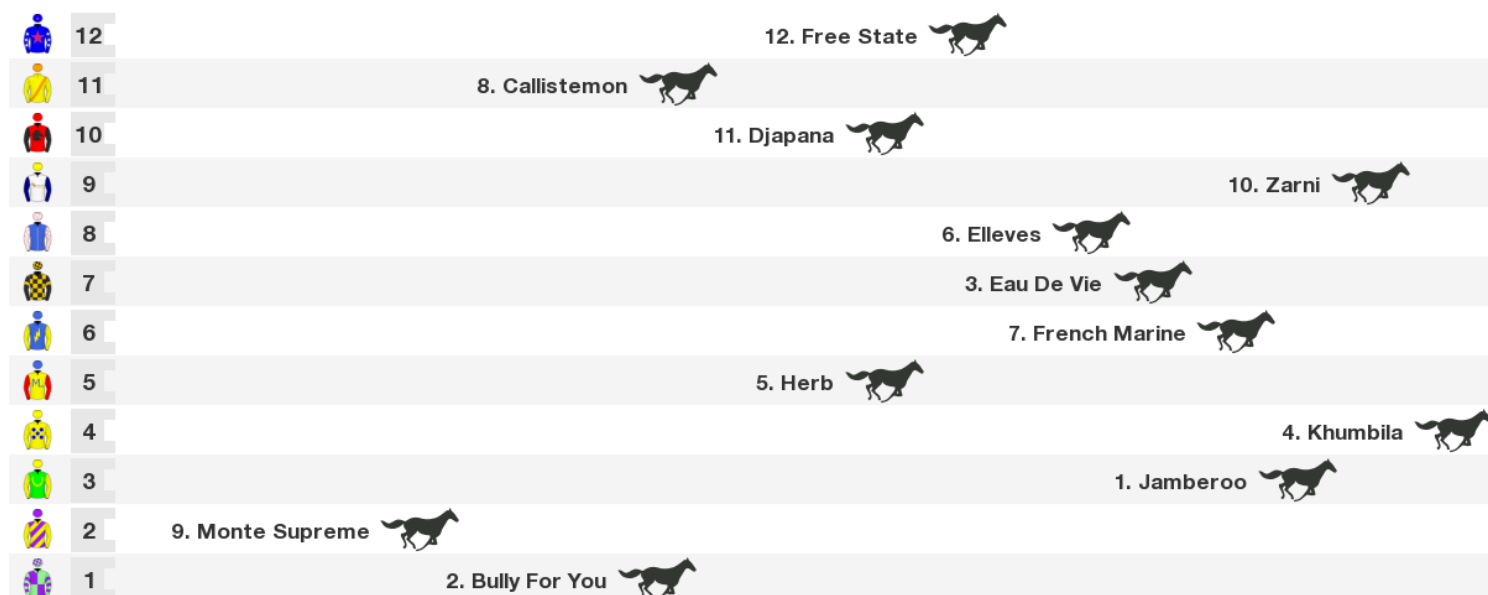 12 12. Free State
11 8. Callistemon
10 11. Djapana
9 10. Zarni
8 6. Elleves
7 3. Eau De Vie
6 7. French Marine
5 5. Herb
4 4. Khumbila
3 1. Jamberoo
2 9. Monte Supreme
1 2. Bully For You